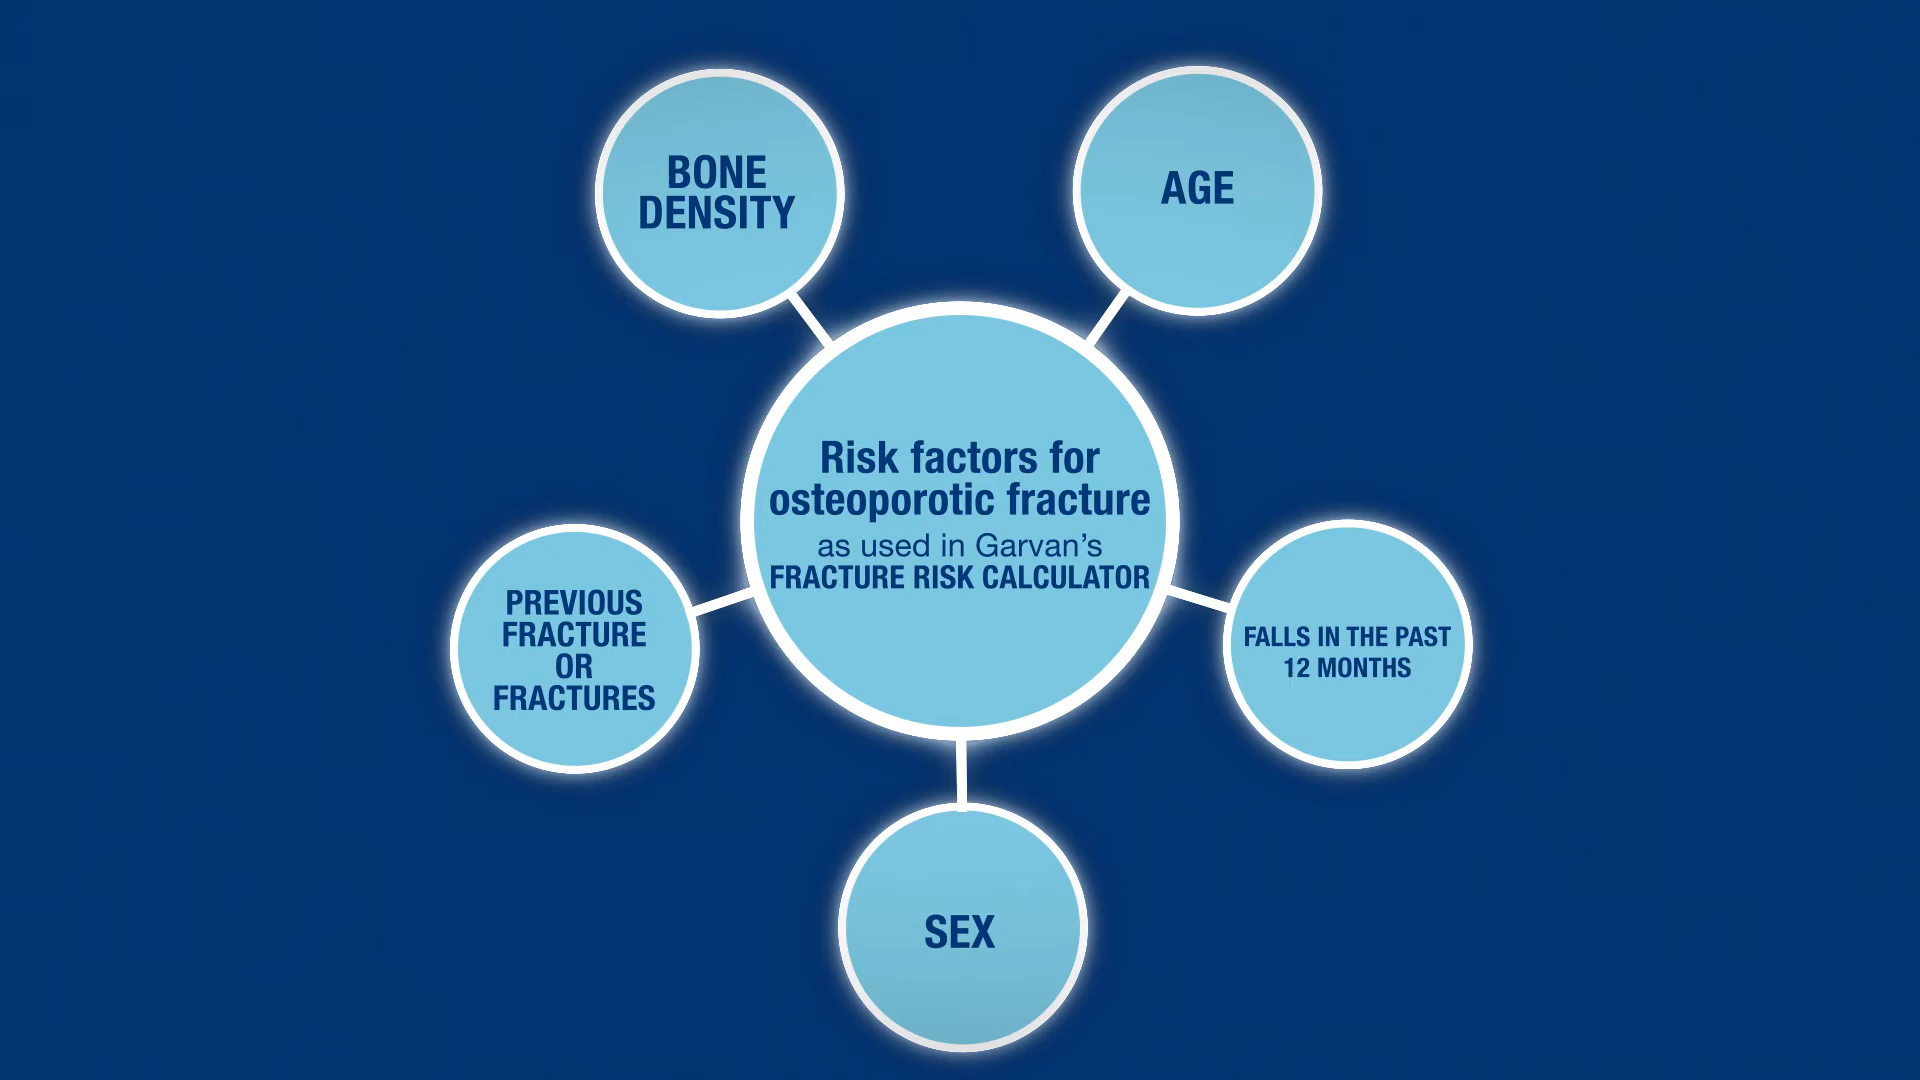 BONE
DENSITY
AGE
Risk factors for
osteoporotic fracture
as used in Garvan’s
FRACTURE RISK CALCULATOR
PREVIOUS
FRACTURE
OR
FRACTURES
FALLS IN THE PAST
12 MONTHS
SEX